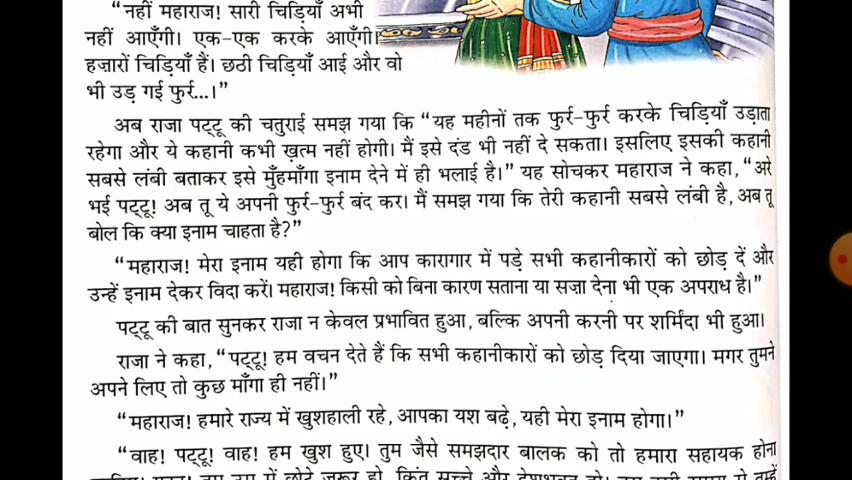 “नहीं महाराज! सारी चिड़ियाँ अभी
नहीं आएँगी। एक-एक करके आएँगी।
हज़ारों चिड़ियाँ हैं। छठी चिड़ियाँ आई और वो
भी उड़ गई फुर्र...।”
अब राजा पट्टू की चतुराई समझ गया कि “यह महीनों तक फुर्र-फुर्र करके चिड़ियाँ उड़ाता
रहेगा और ये कहानी कभी ख़त्म नहीं होगी। मैं इसे दंड भी नहीं दे सकता। इसलिए इसकी कहानी
सबसे लंबी बताकर इसे मुँहमाँगा इनाम देने में ही भलाई है।” यह सोचकर महाराज ने कहा, “अरे
भई पट्टू! अब तू ये अपनी फुर्र-फुर्र बंद कर। मैं समझ गया कि तेरी कहानी सबसे लंबी है, अब तू
बोल कि क्या इनाम चाहता है?”
“महाराज! मेरा इनाम यही होगा कि आप कारागार में पड़े सभी कहानीकारों को छोड़ दें और
उन्हें इनाम देकर विदा करें। महाराज! किसी को बिना कारण सताना या सज़ा देना भी एक अपराध है।”
पट्टू की बात सुनकर राजा न केवल प्रभावित हुआ, बल्कि अपनी करनी पर शर्मिंदा भी हुआ।
राजा ने कहा, “पट्टू! हम वचन देते हैं कि सभी कहानीकारों को छोड़ दिया जाएगा। मगर तुमने
अपने लिए तो कुछ माँगा ही नहीं।”
“महाराज! हमारे राज्य में खुशहाली रहे, आपका यश बढ़े, यही मेरा इनाम होगा।”
“वाह! पट्टू! वाह! हम खुश हुए। तुम जैसे समझदार बालक को तो हमारा सहायक होना
तुम उम्र में छोटे ज़रूर हो, किंतु सच्चे और देशभक्त हो।